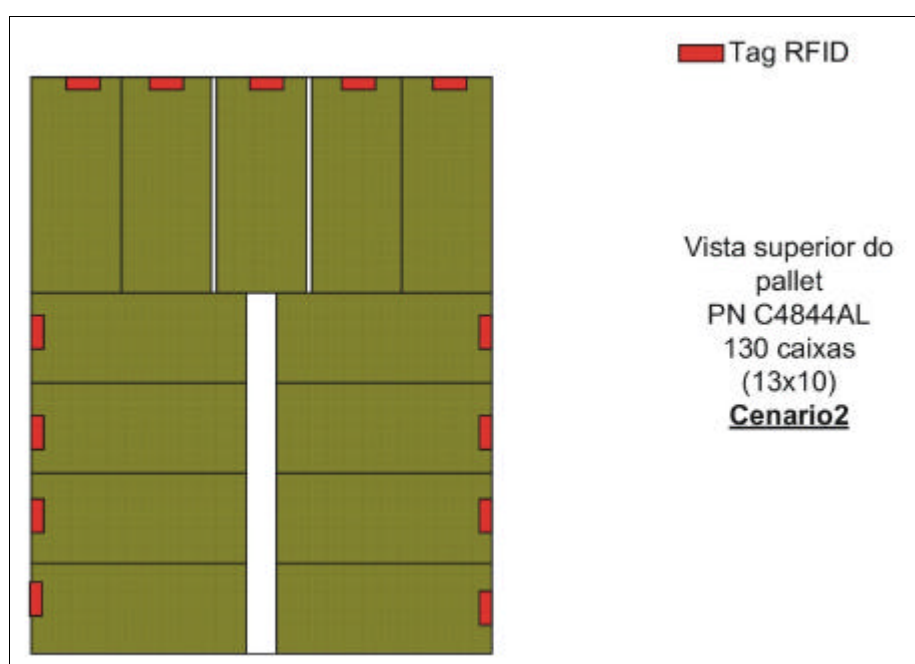 Tag RFID
Vista superior do
pallet
PN C4844AL
130 caixas
(13x10)
Cenario2